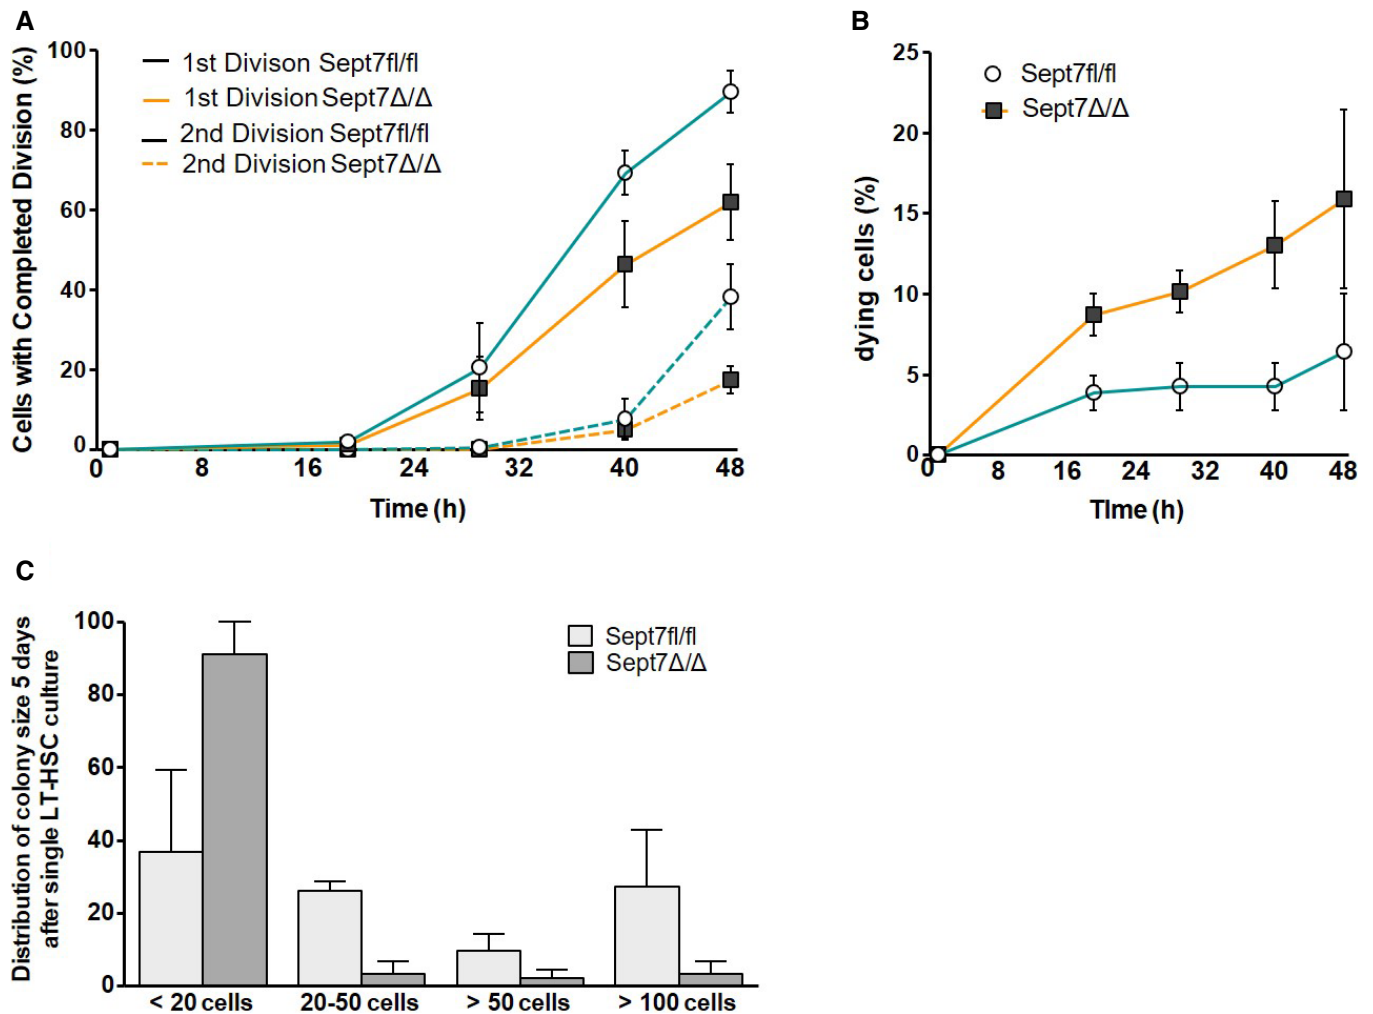 A
Cells with Completed Division (%)
100
80
60
40
20
0
1st Divison Sept7fl/fl
1st Division Sept7Δ/Δ
2nd Division Sept7fl/fl
2nd Division Sept7Δ/Δ
0 8 16 24 32 40 48
Time (h)
B
dying cells (%)
25
20
15
10
5
0
Sept7fl/fl
Sept7Δ/Δ
0 8 16 24 32 40 48
TIme (h)
C
Distribution of colony size 5 days
after single LT-HSC culture
100
80
60
40
20
0
Sept7fl/fl
Sept7Δ/Δ
< 20 cells 20-50 cells > 50 cells > 100 cells